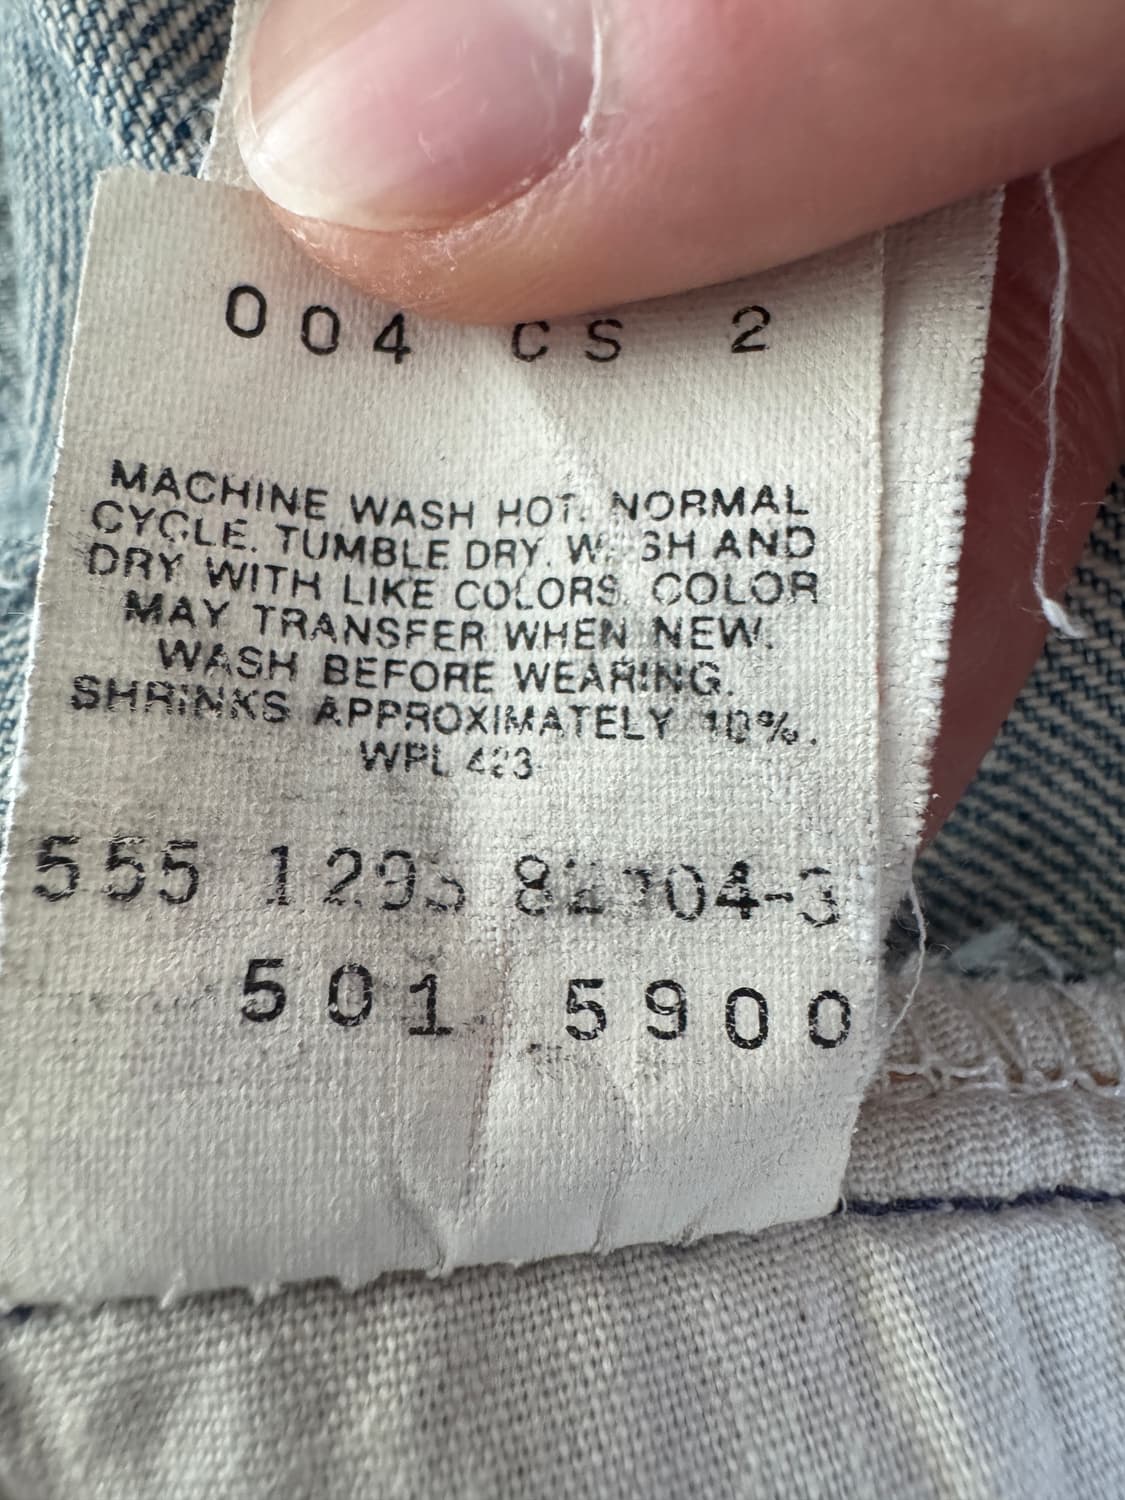 004 CS 2
MACHINE WASH HOT. NORMAL
CYCLE. TUMBLE DRY. WASH AND
DRY WITH LIKE COLORS. COLOR
MAY TRANSFER WHEN NEW.
WASH BEFORE WEARING.
SHRINKS APPROXIMATELY 10%.
WPL 423
555 1295
501 5900